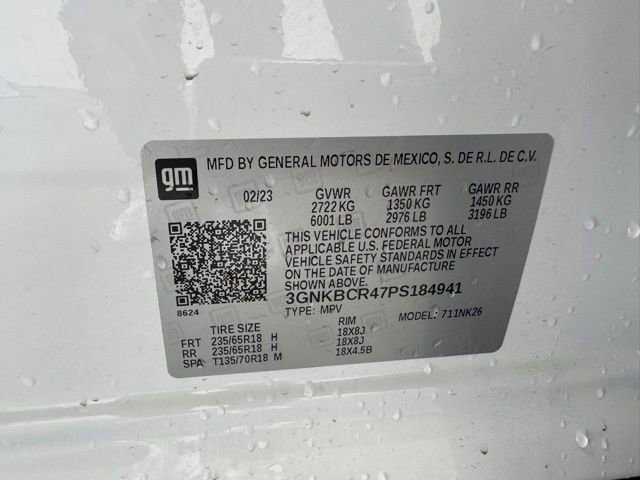 gm
MFD BY GENERAL MOTORS DE MEXICO, S. DE R.L. DE C.V.
02/23 GVWR GAWR FRT GAWR RR
2722 KG 1350 KG 1450 KG
6001 LB 2976 LB 3196 LB
THIS VEHICLE CONFORMS TO ALL
APPLICABLE U.S. FEDERAL MOTOR
VEHICLE SAFETY STANDARDS IN EFFECT
ON THE DATE OF MANUFACTURE
SHOWN ABOVE.
3GNKBCR47PS184941
8624
TYPE: MPV MODEL: 711NK26
TIRE SIZE RIM
FRT 235/65R18 H 18X8J
RR 235/65R18 H 18X8J
SPA T135/70R18 M 18X4.5B